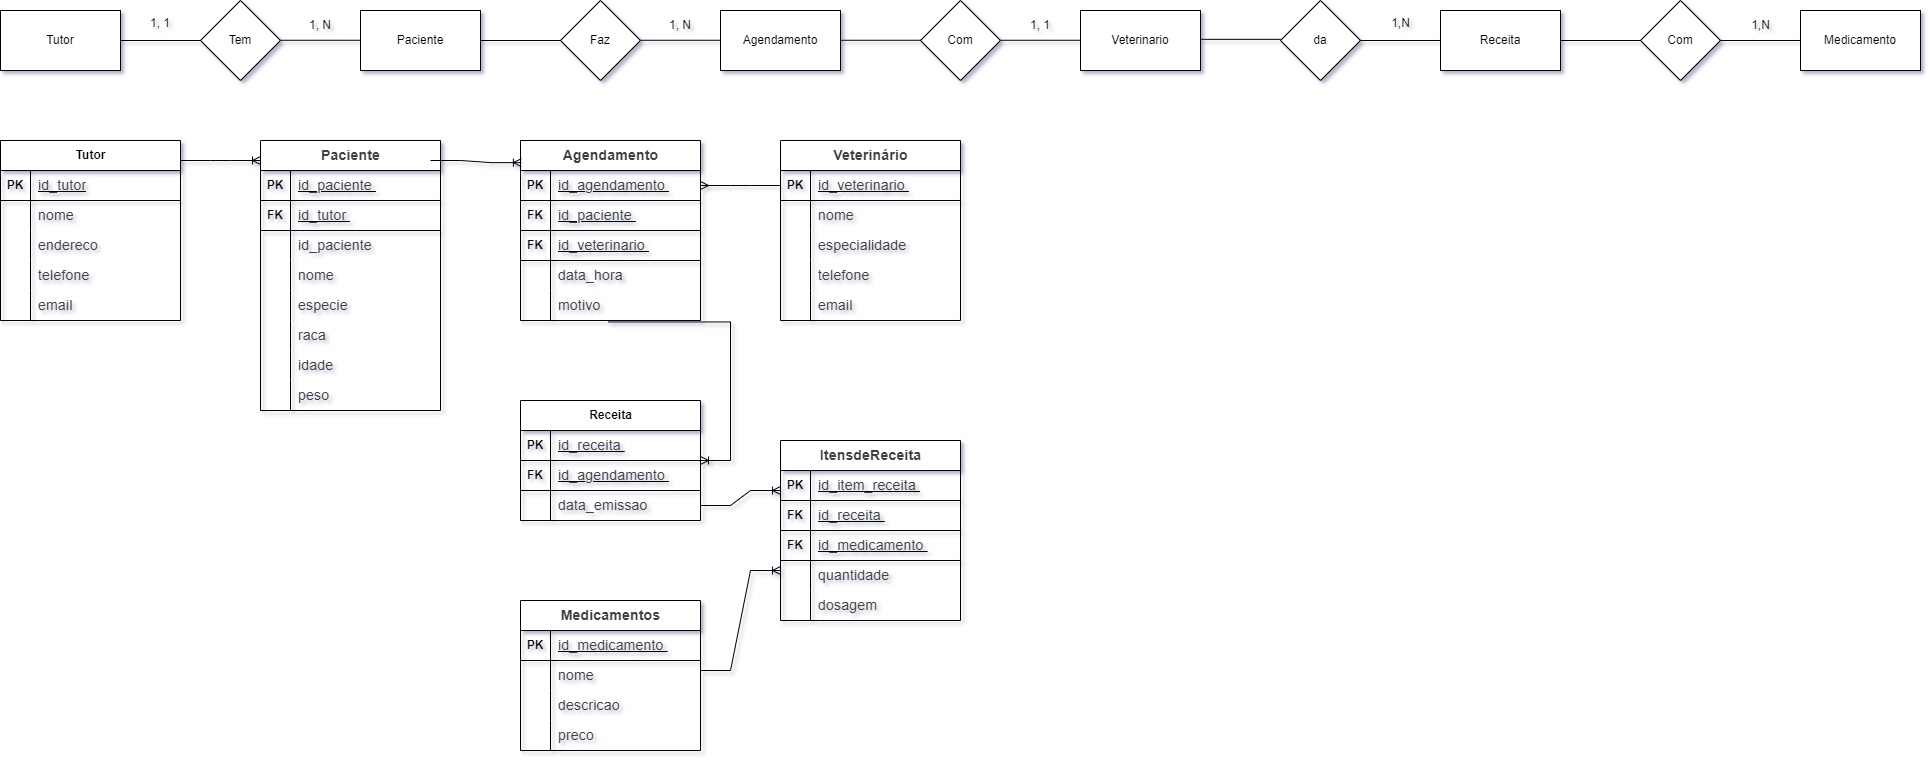 1, 1
1, N
1, N
1, 1
1,N
1,N
Tutor
Tem
Paciente
Faz
Agendamento
Com
Veterinario
da
Receita
Com
Medicamento
Tutor
PK id_tutor
nome
endereco
telefone
email
Paciente
PK id_paciente
FK id_tutor
id_paciente
nome
especie
raca
idade
peso
Agendamento
PK id_agendamento
FK id_paciente
FK id_veterinario
data_hora
motivo
Veterinário
PK id_veterinario
nome
especialidade
telefone
email
Receita
PK id_receita
FK id_agendamento
data_emissao
ItensdeReceita
PK id_item_receita
FK id_receita
FK id_medicamento
quantidade
dosagem
Medicamentos
PK id_medicamento
nome
descricao
preco